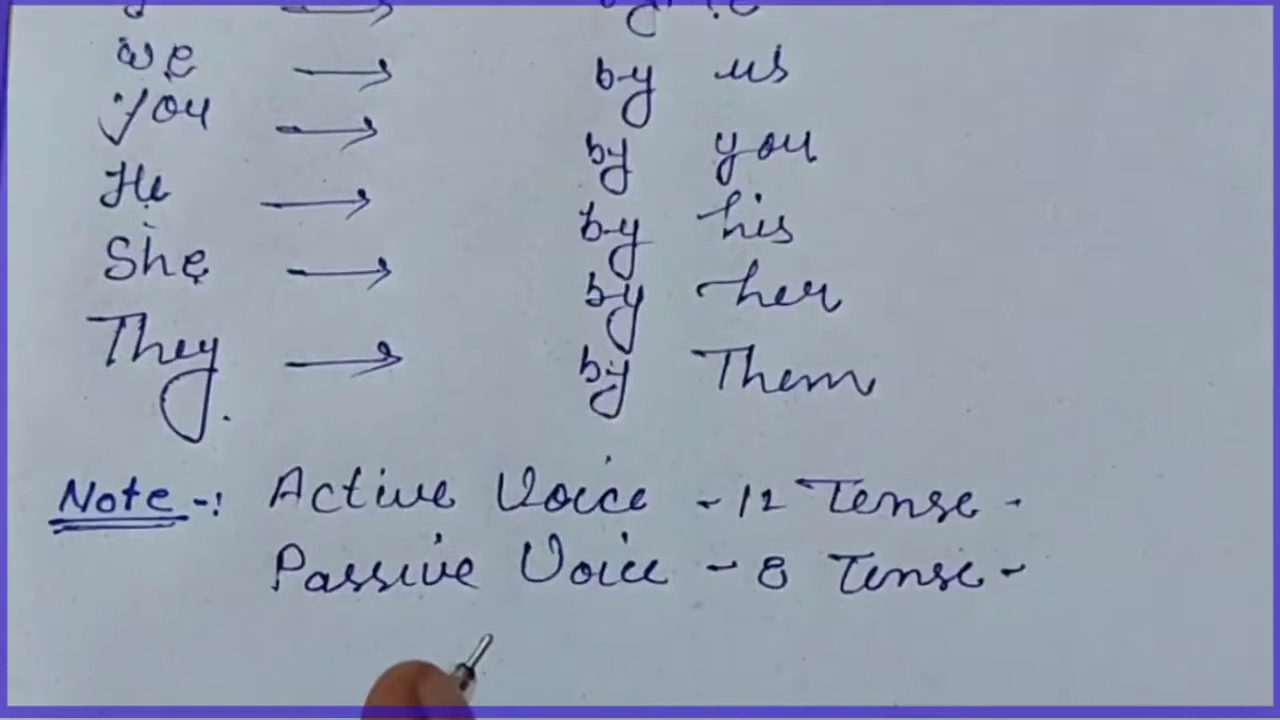 we → by us
you → by you
He → by his
She → by her
They → by Them
Note -: Active Voice - 12 Tense -
Passive Voice - 8 Tense -